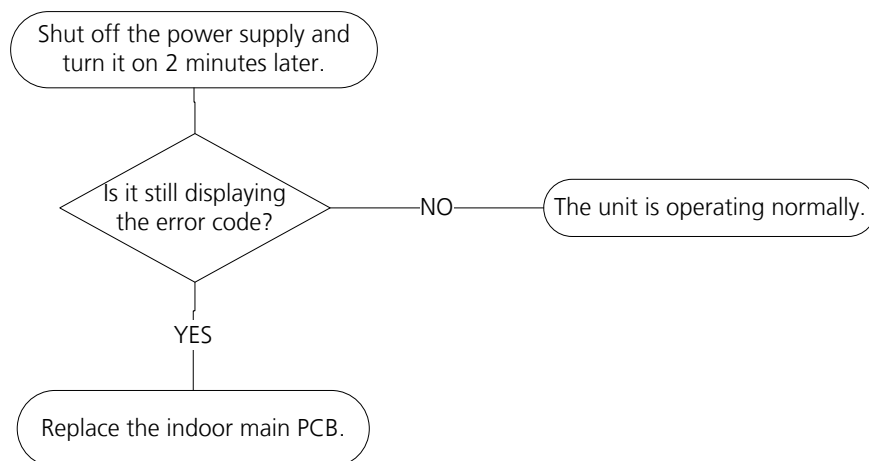 Shut off the power supply and
turn it on 2 minutes later.
Is it still displaying
the error code?
NO
The unit is operating normally.
YES
Replace the indoor main PCB.